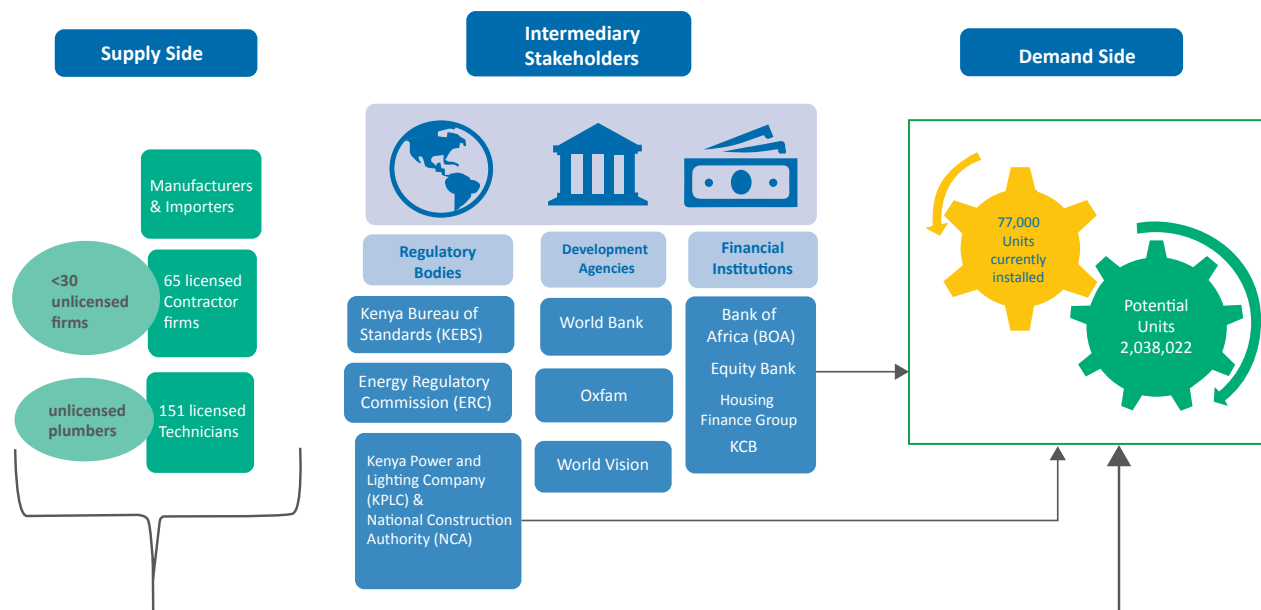 Supply Side
Manufacturers
& Importers
<30
unlicensed
firms
65 licensed
Contractor
firms
unlicensed
plumbers
151 licensed
Technicians
Intermediary
Stakeholders
Regulatory
Bodies
Kenya Bureau of
Standards (KEBS)
Energy Regulatory
Commission (ERC)
Kenya Power and
Lighting Company
(KPLC) &
National Construction
Authority (NCA)
Development
Agencies
World Bank
Oxfam
World Vision
Financial
Institutions
Bank of
Africa (BOA)
Equity Bank
Housing
Finance Group
KCB
Demand Side
77,000
Units
currently
installed
Potential
Units
2,038,022